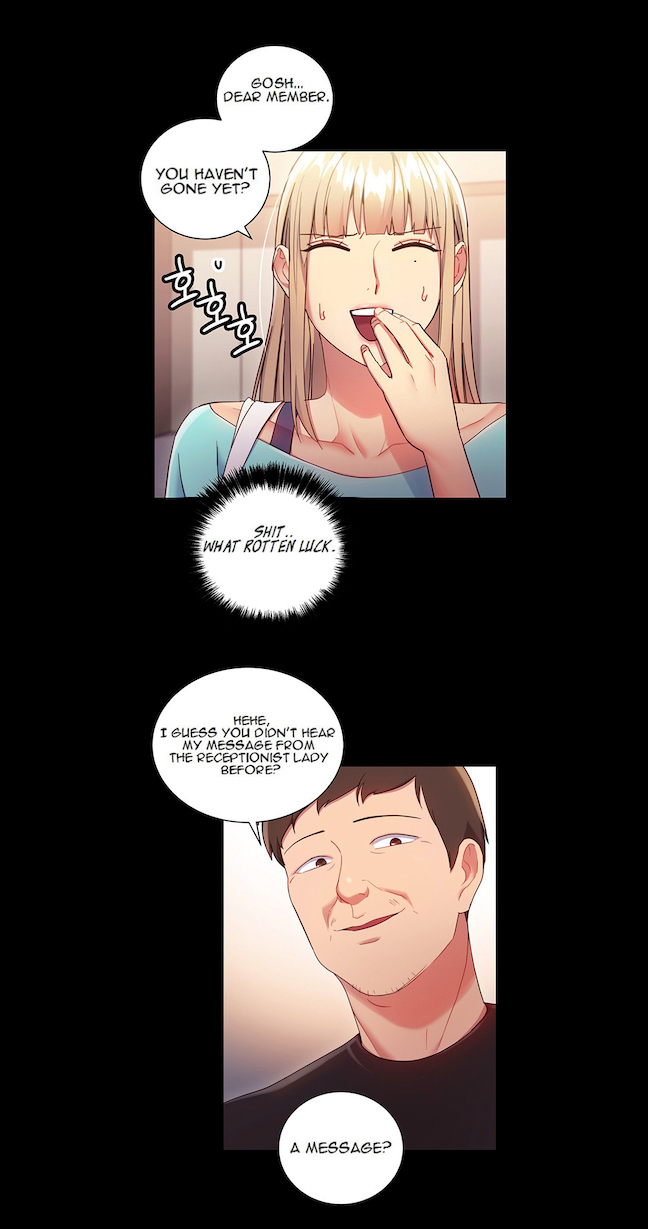 GOSH...
DEAR MEMBER.
YOU HAVEN'T
GONE YET?
호호호
SHIT..
WHAT ROTTEN LUCK.
HEHE,
I GUESS YOU DIDN'T HEAR
MY MESSAGE FROM
THE RECEPTIONIST LADY
BEFORE?
A MESSAGE?